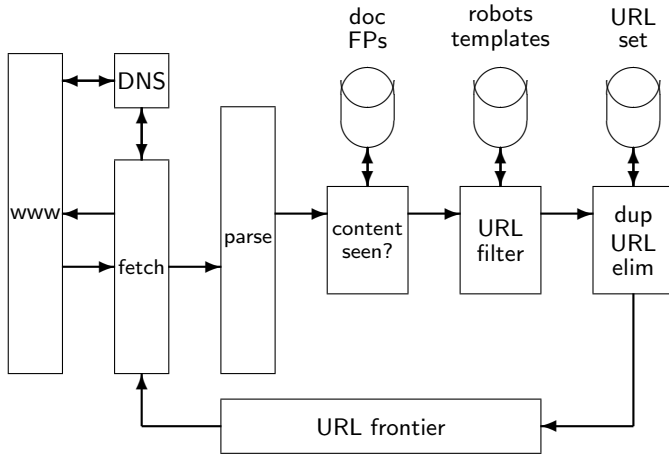 doc
FPs
robots
templates
URL
set
DNS
www
fetch
parse
content
seen?
URL
filter
dup
URL
elim
URL frontier